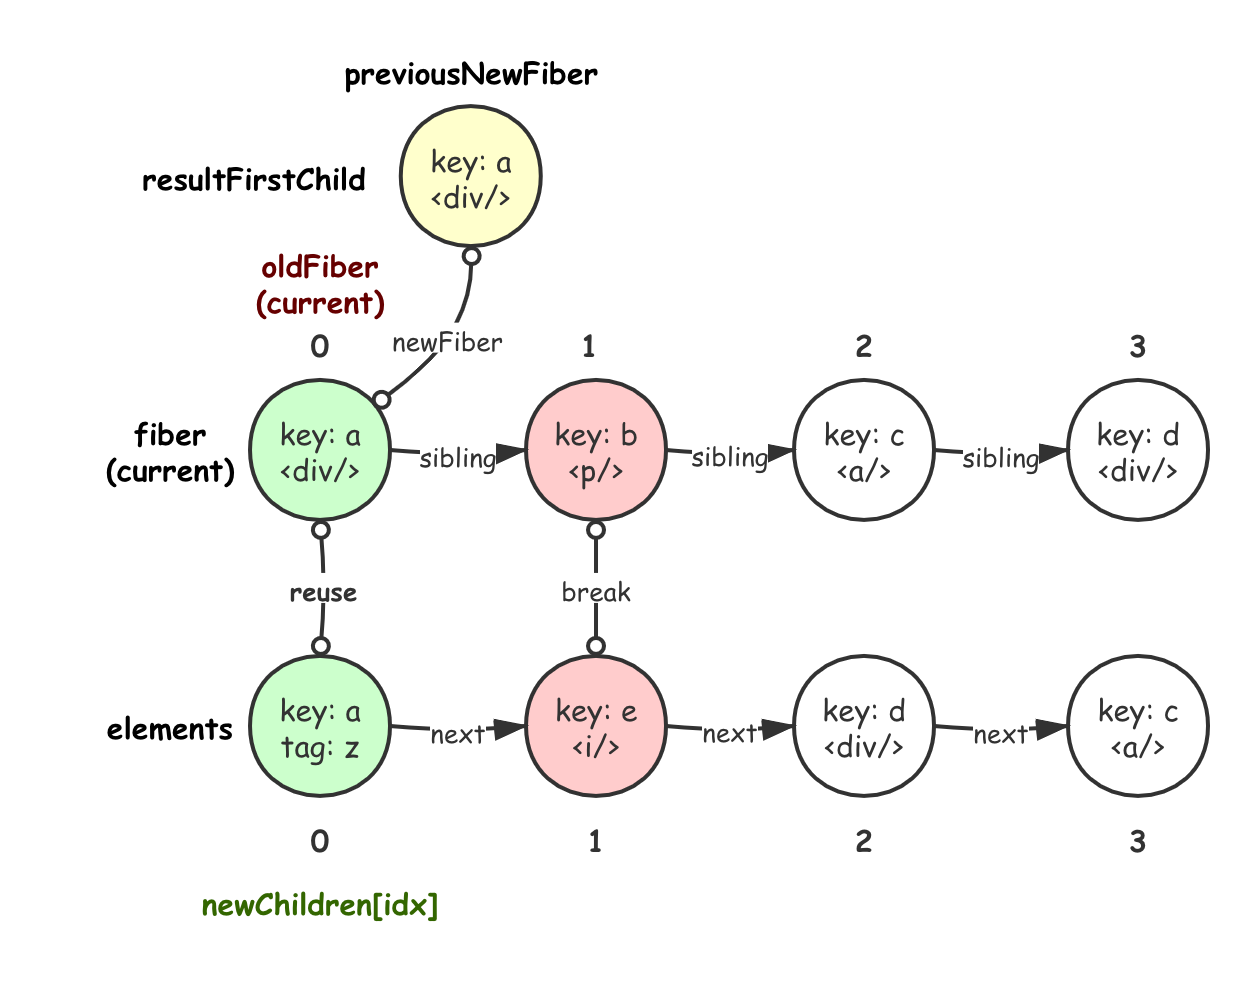 previousNewFiber
key: a
<div/>
resultFirstChild
oldFiber
(current)
newFiber
0
1
2
3
fiber
(current)
key: a
<div/>
sibling
key: b
<p/>
sibling
key: c
<a/>
sibling
key: d
<div/>
reuse
break
elements
key: a
tag: z
next
key: e
<i/>
next
key: d
<div/>
next
key: c
<a/>
0
1
2
3
newChildren[idx]